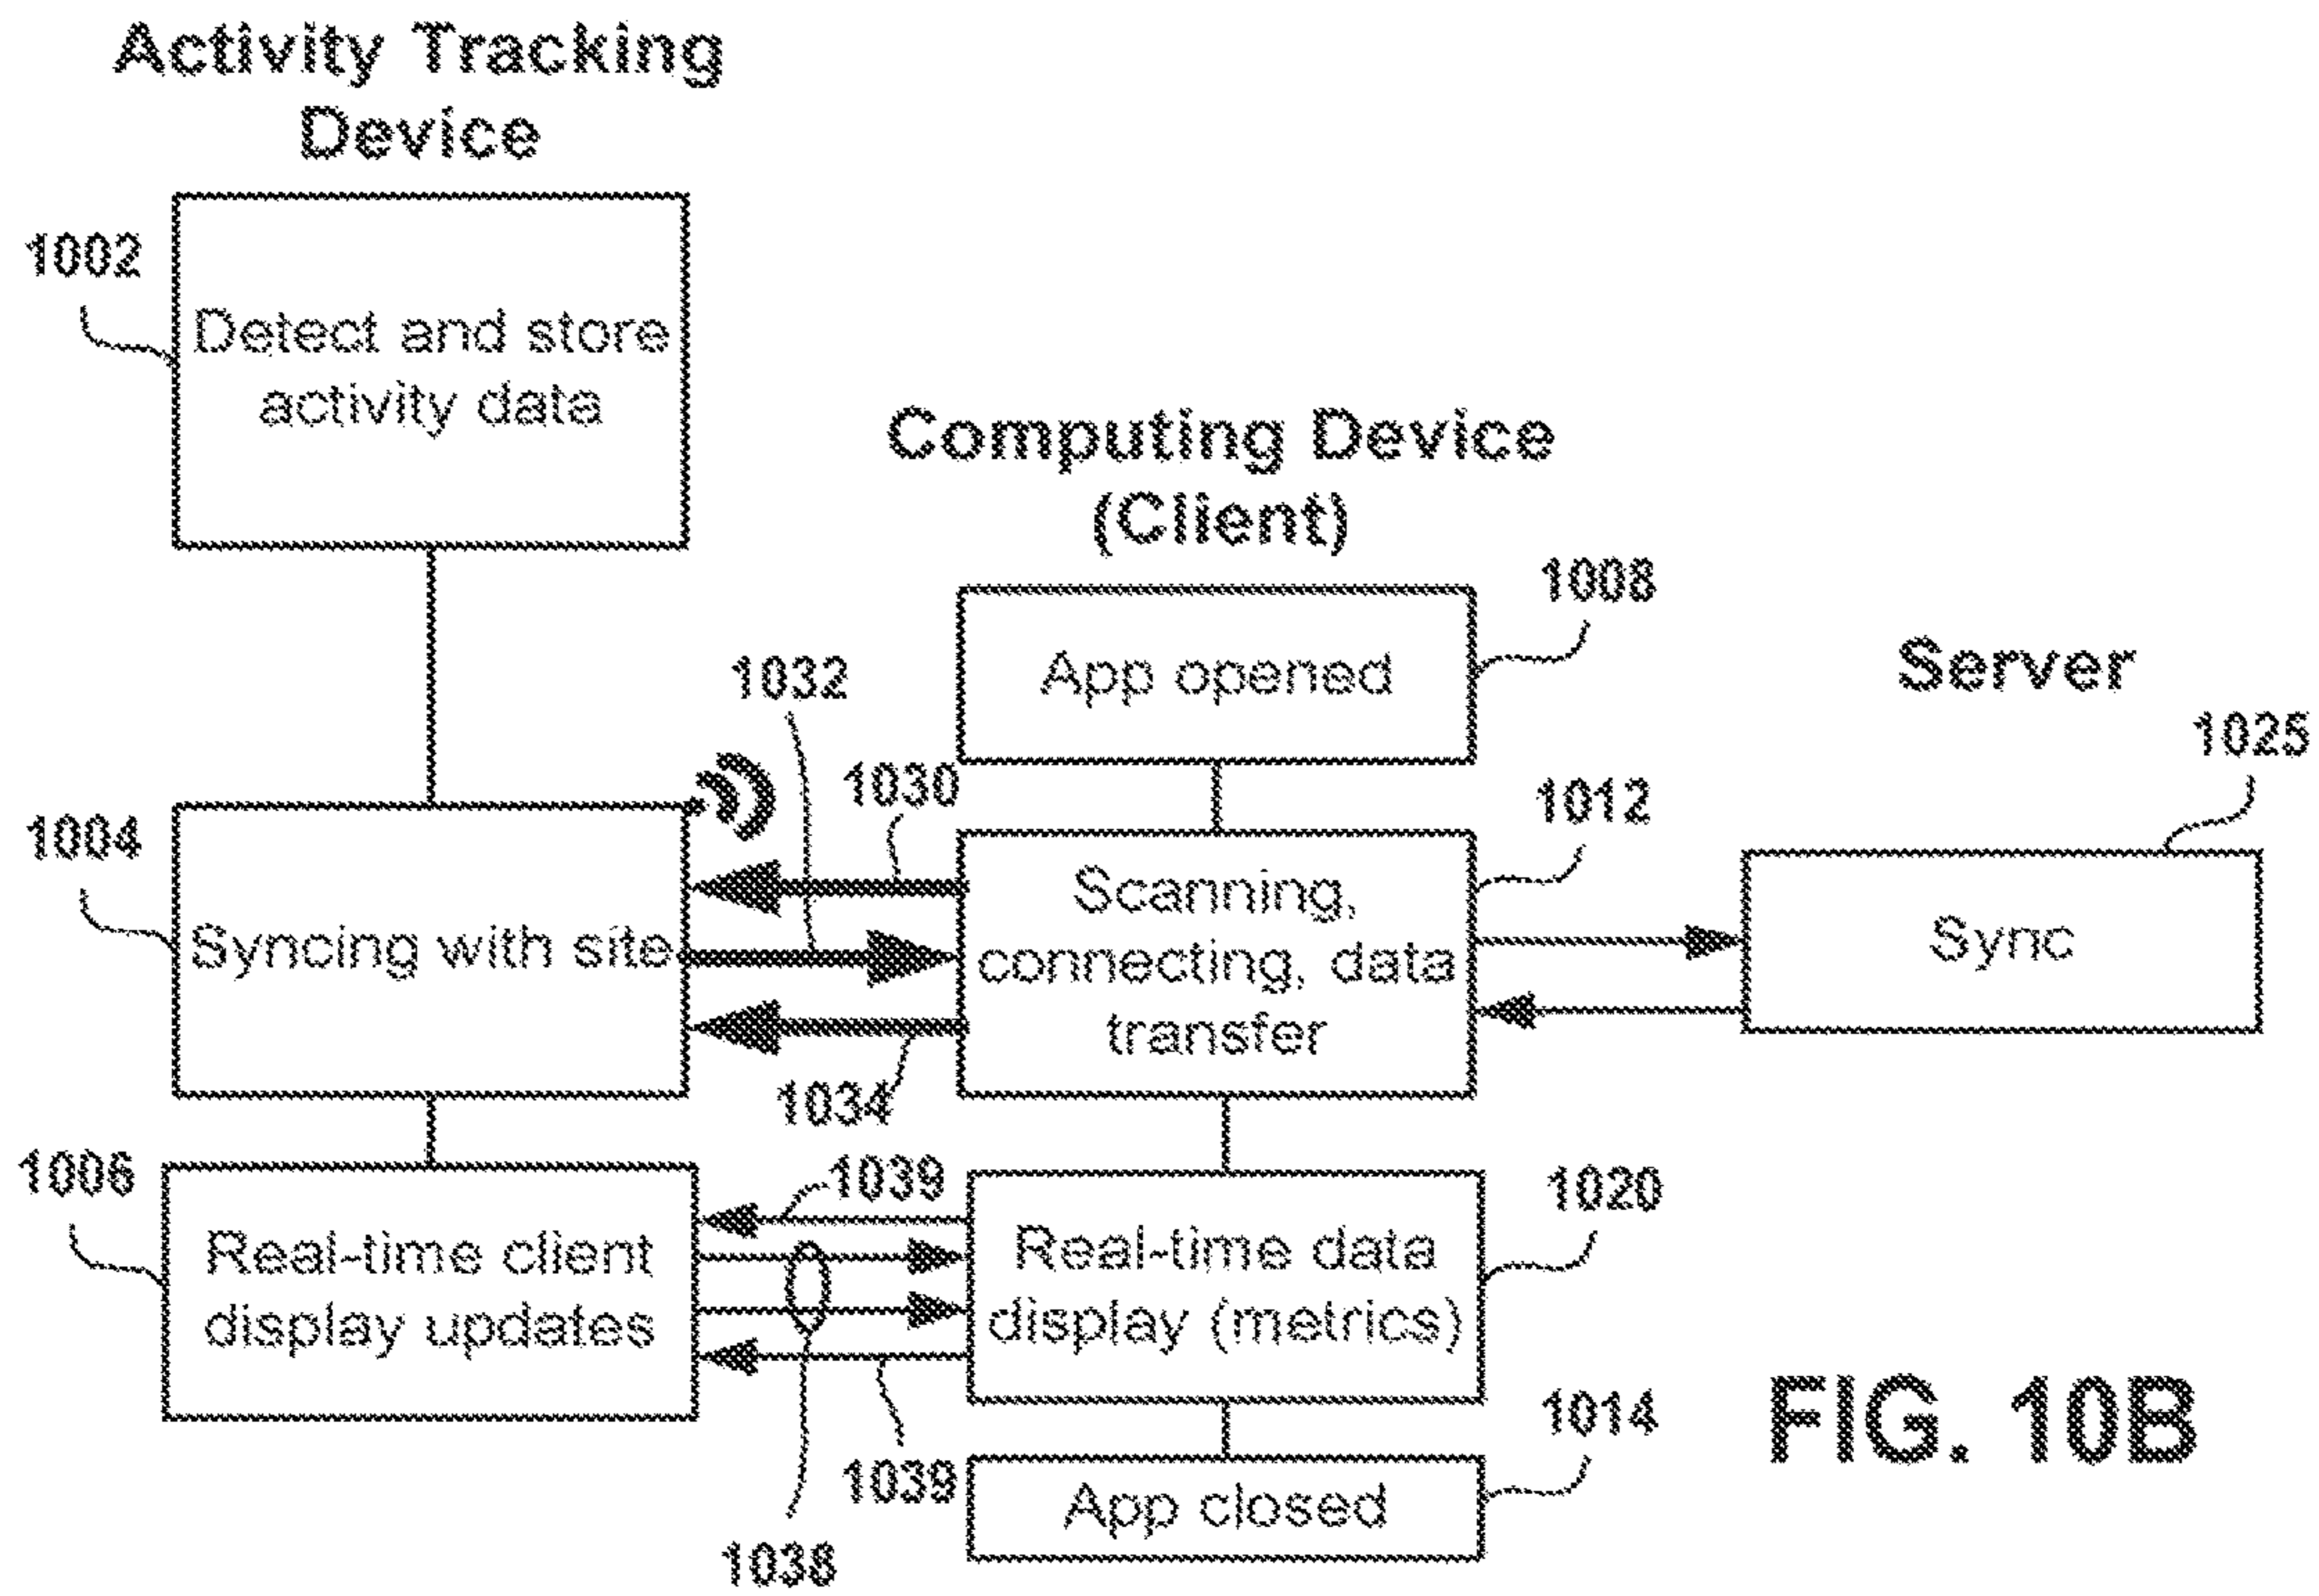 Activity Tracking
Device
1002
Detect and store
activity data
Computing Device
(Client)
1008
App opened
Server
1025
1032
1030
1012
1004
Syncing with site
Scanning,
connecting, data
transfer
Sync
1034
1006
1039
1020
Real-time client
display updates
Real-time data
display (metrics)
1039
1038
1014
App closed
FIG. 10B